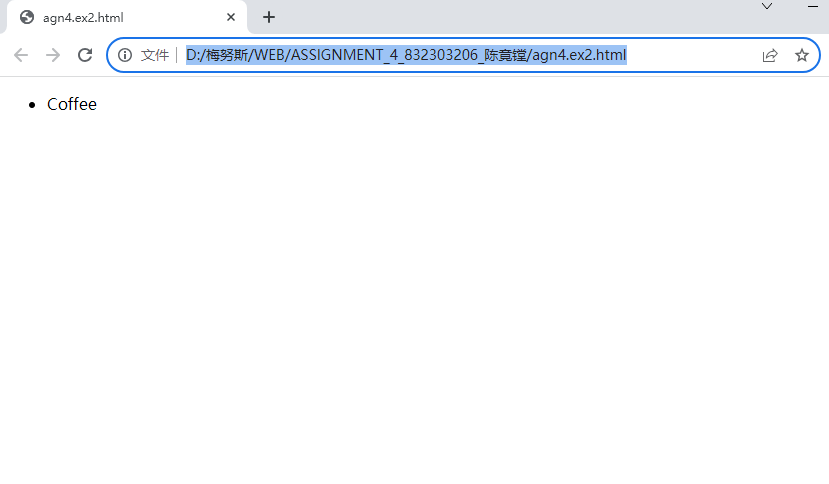 agn4.ex2.html
文件 D:/梅努斯/WEB/ASSIGNMENT_4_832303206_陈竟镗/agn4.ex2.html
Coffee